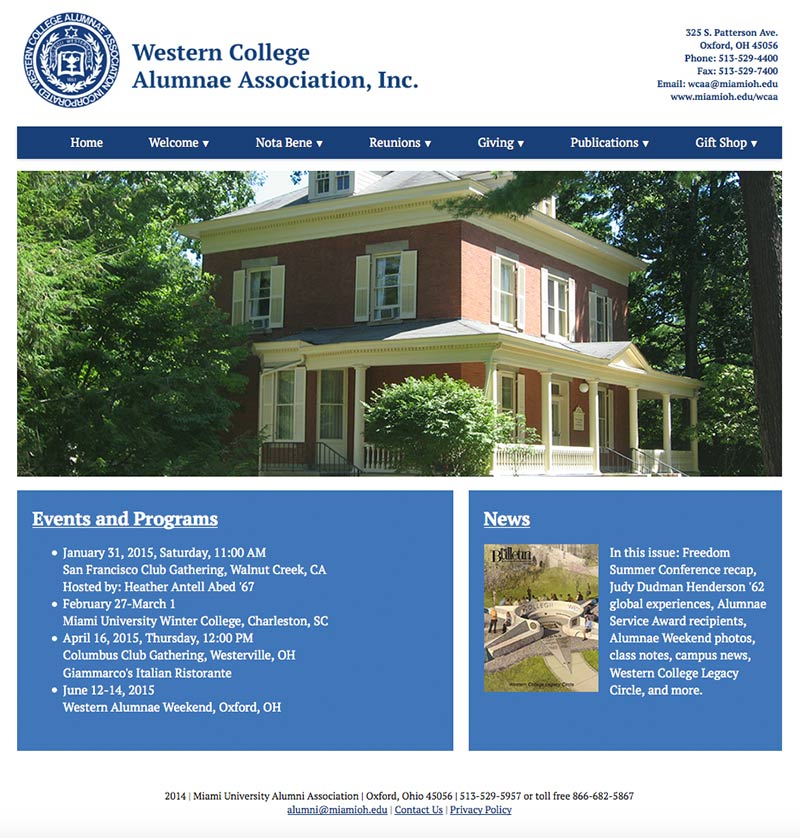 WESTERN COLLEGE ALUMNAE ASSOCIATION INCORPORATED
Western College
Alumnae Association, Inc.
325 S. Patterson Ave.
Oxford, OH 45056
Phone: 513-529-4400
Fax: 513-529-7400
Email: wcaa@miamioh.edu
www.miamioh.edu/wcaa
Home Welcome ▾ Nota Bene ▾ Reunions ▾ Giving ▾ Publications ▾ Gift Shop ▾
Events and Programs
• January 31, 2015, Saturday, 11:00 AM
San Francisco Club Gathering, Walnut Creek, CA
Hosted by: Heather Antell Abed '67
• February 27-March 1
Miami University Winter College, Charleston, SC
• April 16, 2015, Thursday, 12:00 PM
Columbus Club Gathering, Westerville, OH
Giammarco's Italian Ristorante
• June 12-14, 2015
Western Alumnae Weekend, Oxford, OH
News
Bulletin
Western College Legacy Circle
In this issue: Freedom
Summer Conference recap,
Judy Dudman Henderson '62
global experiences, Alumnae
Service Award recipients,
Alumnae Weekend photos,
class notes, campus news,
Western College Legacy
Circle, and more.
2014 | Miami University Alumni Association | Oxford, Ohio 45056 | 513-529-5957 or toll free 866-682-5867
alumni@miamioh.edu | Contact Us | Privacy Policy